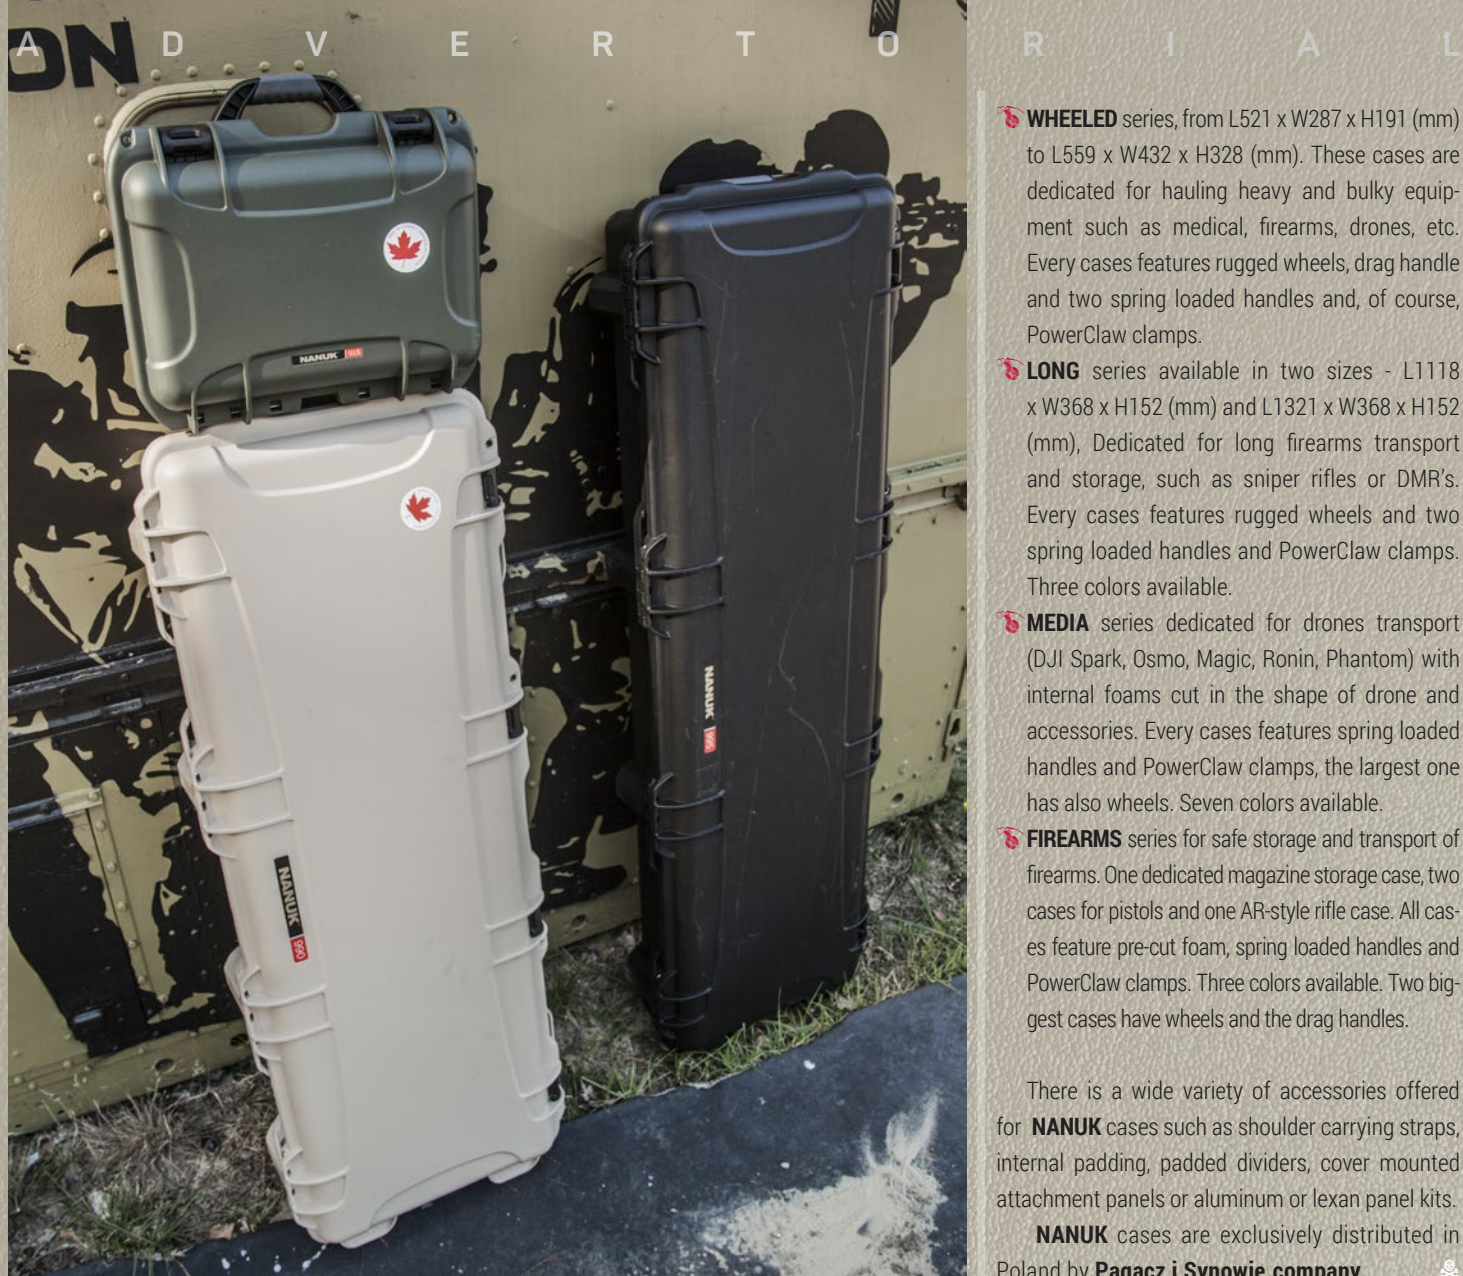 A D V E R T O R I A L
ON
NANUK 915
NANUK 990
NANUK 995
WHEELED series, from L521 x W287 x H191 (mm)
to L559 x W432 x H328 (mm). These cases are
dedicated for hauling heavy and bulky equip-
ment such as medical, firearms, drones, etc.
Every cases features rugged wheels, drag handle
and two spring loaded handles and, of course,
PowerClaw clamps.
LONG series available in two sizes - L1118
x W368 x H152 (mm) and L1321 x W368 x H152
(mm), Dedicated for long firearms transport
and storage, such as sniper rifles or DMR's.
Every cases features rugged wheels and two
spring loaded handles and PowerClaw clamps.
Three colors available.
MEDIA series dedicated for drones transport
(DJI Spark, Osmo, Magic, Ronin, Phantom) with
internal foams cut in the shape of drone and
accessories. Every cases features spring loaded
handles and PowerClaw clamps, the largest one
has also wheels. Seven colors available.
FIREARMS series for safe storage and transport of
firearms. One dedicated magazine storage case, two
cases for pistols and one AR-style rifle case. All cas-
es feature pre-cut foam, spring loaded handles and
PowerClaw clamps. Three colors available. Two big-
gest cases have wheels and the drag handles.
There is a wide variety of accessories offered
for NANUK cases such as shoulder carrying straps,
internal padding, padded dividers, cover mounted
attachment panels or aluminum or lexan panel kits.
NANUK cases are exclusively distributed in
Poland by Pagacz i Synowie company.